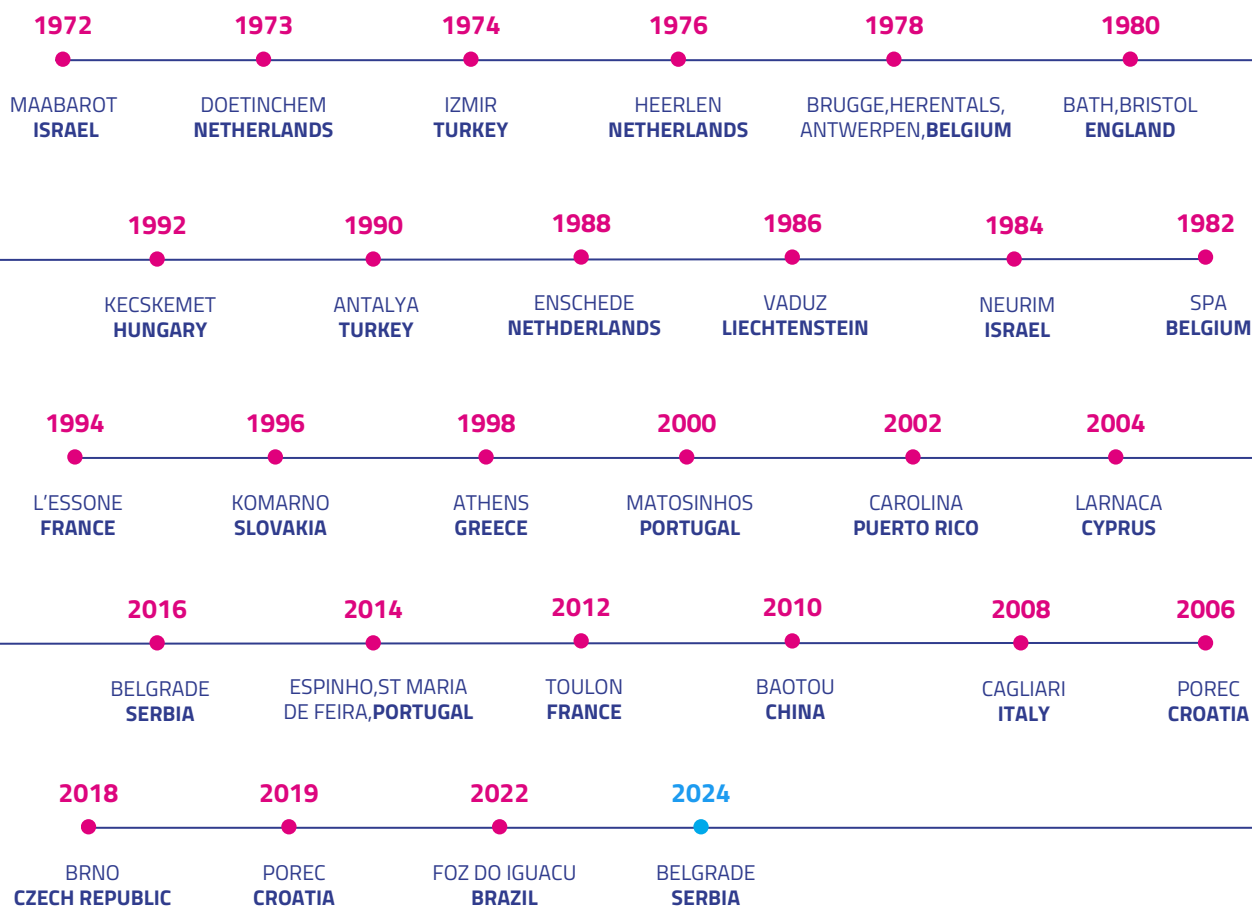 1972 1973 1974 1976 1978 1980
MAABAROT DOETINCHEM IZMIR HEERLEN BRUGGE,HERENTALS, BATH,BRISTOL
ISRAEL NETHERLANDS TURKEY NETHERLANDS ANTWERPEN,BELGIUM ENGLAND
1992 1990 1988 1986 1984 1982
KECSKEMET ANTALYA ENSCHEDE VADUZ NEURIM SPA
HUNGARY TURKEY NETHDERLANDS LIECHTENSTEIN ISRAEL BELGIUM
1994 1996 1998 2000 2002 2004
L'ESSONE KOMARNO ATHENS MATOSINHOS CAROLINA LARNACA
FRANCE SLOVAKIA GREECE PORTUGAL PUERTO RICO CYPRUS
2016 2014 2012 2010 2008 2006
BELGRADE ESPINHO,ST MARIA TOULON BAOTOU CAGLIARI POREC
SERBIA DE FEIRA,PORTUGAL FRANCE CHINA ITALY CROATIA
2018 2019 2022 2024
BRNO POREC FOZ DO IGUACU BELGRADE
CZECH REPUBLIC CROATIA BRAZIL SERBIA